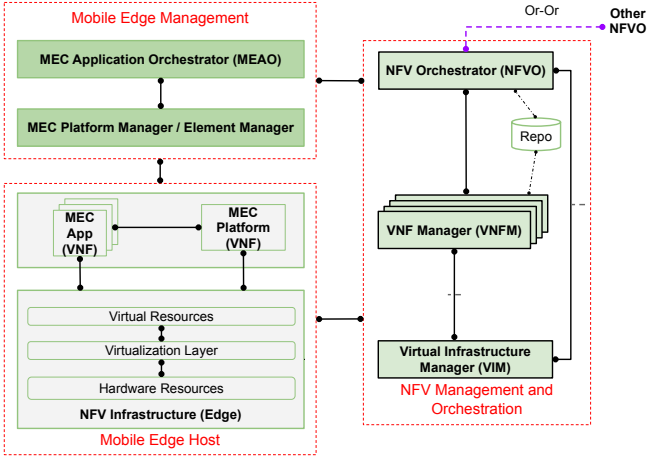 Mobile Edge Management
MEC Application Orchestrator (MEAO)
MEC Platform Manager / Element Manager
MEC
App
(VNF)
MEC
Platform
(VNF)
Virtual Resources
Virtualization Layer
Hardware Resources
NFV Infrastructure (Edge)
Mobile Edge Host
Or-Or
Other
NFVO
NFV Orchestrator (NFVO)
Repo
VNF Manager (VNFM)
Virtual Infrastructure
Manager (VIM)
NFV Management and
Orchestration